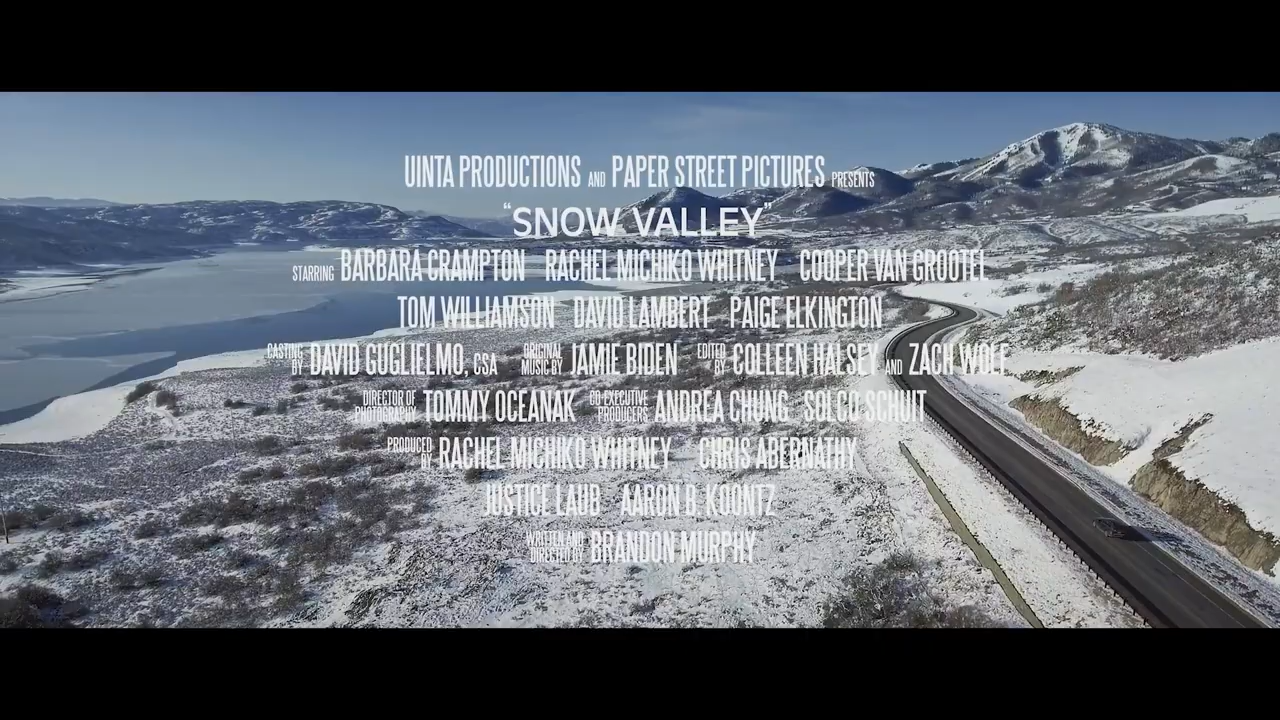 UINTA PRODUCTIONS AND PAPER STREET PICTURES PRESENTS
"SNOW VALLEY"
STARRING BARBARA CRAMPTON RACHEL MICHIKO WHITNEY COOPER VAN GROOTEL
TOM WILLIAMSON DAVID LAMBERT PAIGE ELKINGTON
CASTING BY DAVID GUGLIELMO, CSA ORIGINAL MUSIC BY JAMIE BIDEN EDITED BY COLLEEN HALSEY AND ZACH WOLF
DIRECTOR OF PHOTOGRAPHY TOMMY OCEANAK CO-EXECUTIVE PRODUCERS ANDREA CHUNG SOLCO SCHUIT
PRODUCED BY RACHEL MICHIKO WHITNEY CHRIS ABERNATHY
JUSTICE LAUB AARON B. KOONTZ
WRITTEN AND DIRECTED BY BRANDON MURPHY